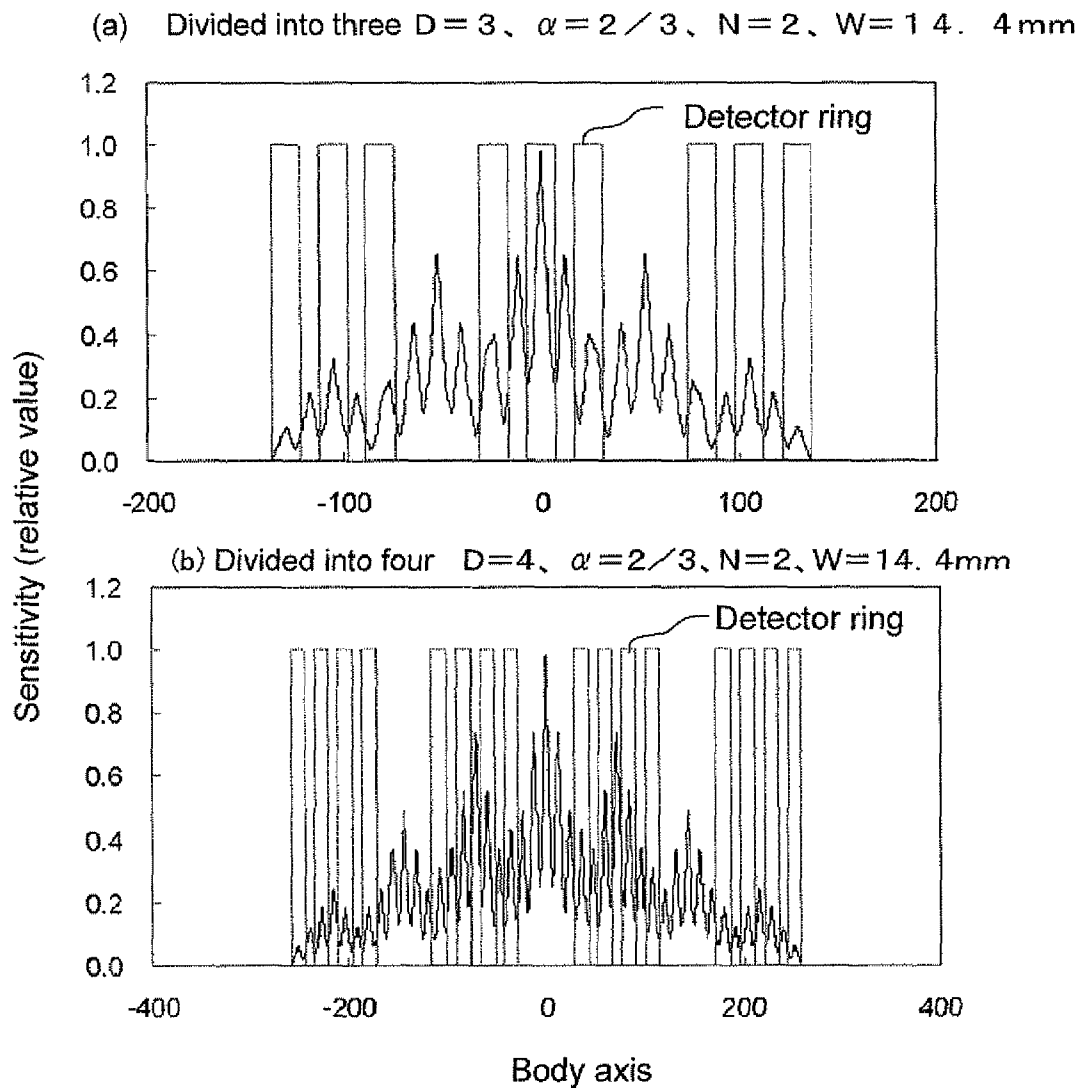 (a) Divided into three D=3、α=2/3、N=2、W=14.4mm
1.2
Detector ring
1.0
0.8
0.6
0.4
0.2
0.0
-200 -100 0 100 200
Sensitivity (relative value)
(b) Divided into four D=4、α=2/3、N=2、W=14.4mm
1.2
Detector ring
1.0
0.8
0.6
0.4
0.2
0.0
-400 -200 0 200 400
Body axis